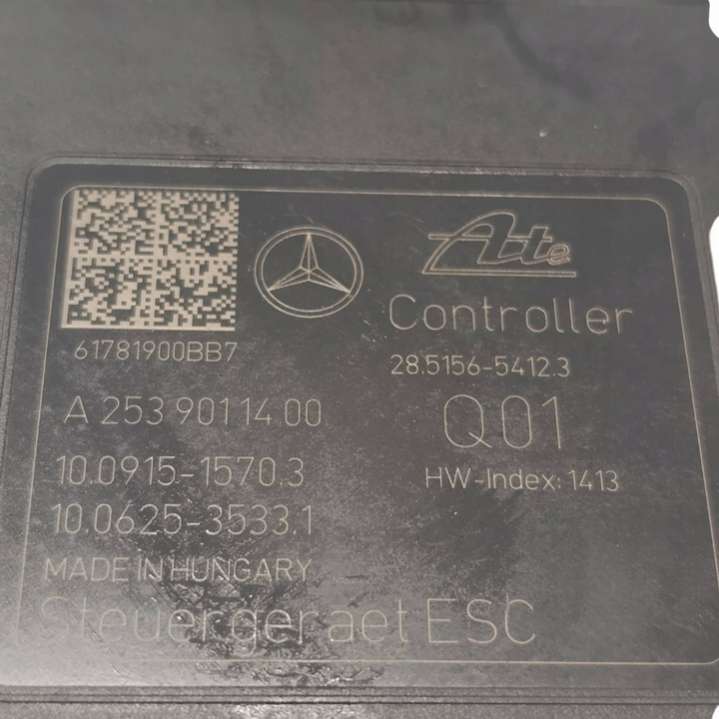 Ate
Controller
61781900BB7
28.5156-5412.3
A 253 901 14 00
Q01
10.0915-1570.3
HW-Index: 1413
10.0625-3533.1
MADE IN HUNGARY
Steuergeraet ESC